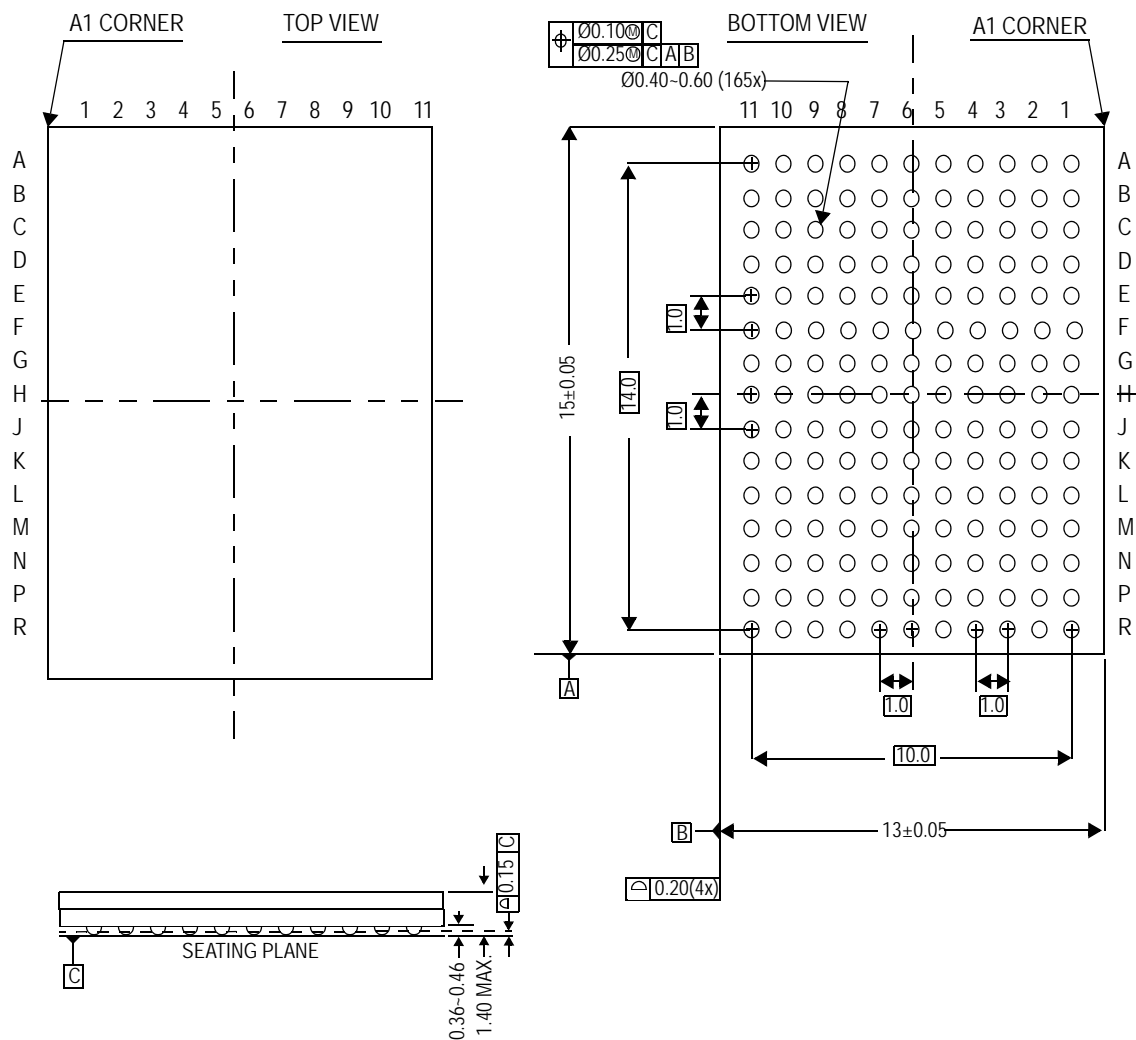 A1 CORNER
TOP VIEW
1 2 3 4 5 6 7 8 9 10 11
A
B
C
D
E
F
G
H
J
K
L
M
N
P
R
Ø0.10Ⓜ C
Ø0.25Ⓜ C A B
BOTTOM VIEW
A1 CORNER
Ø0.40~0.60 (165x)
11 10 9 8 7 6 5 4 3 2 1
A
B
C
D
E
F
G
H
J
K
L
M
N
P
R
1.0
1.0
15±0.05
14.0
A
1.0
1.0
10.0
B
13±0.05
0.20(4x)
0.15 C
SEATING PLANE
C
0.36~0.46
1.40 MAX.